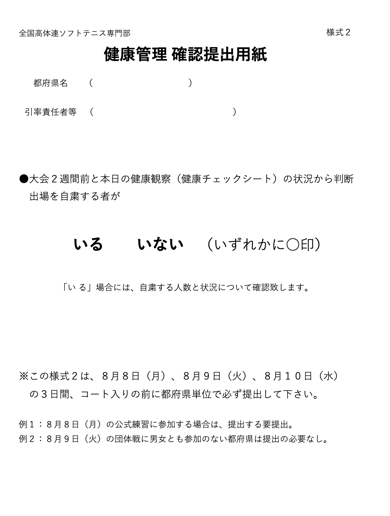 全国高体連ソフトテニス専門部
様式２
健康管理 確認提出用紙
都府県名　（　　　　　　　　　　　）
引率責任者等　（　　　　　　　　　　　　　　　　）
●大会２週間前と本日の健康観察（健康チェックシート）の状況から判断
出場を自粛する者が
いる　　いない　（いずれかに〇印）
「い る」場合には、自粛する人数と状況について確認致します。
※この様式２は、８月８日（月）、８月９日（火）、８月１０日（水）
の３日間、コート入りの前に都府県単位で必ず提出して下さい。
例１：８月８日（月）の公式練習に参加する場合は、提出する要提出。
例２：８月９日（火）の団体戦に男女とも参加のない都府県は提出の必要なし。